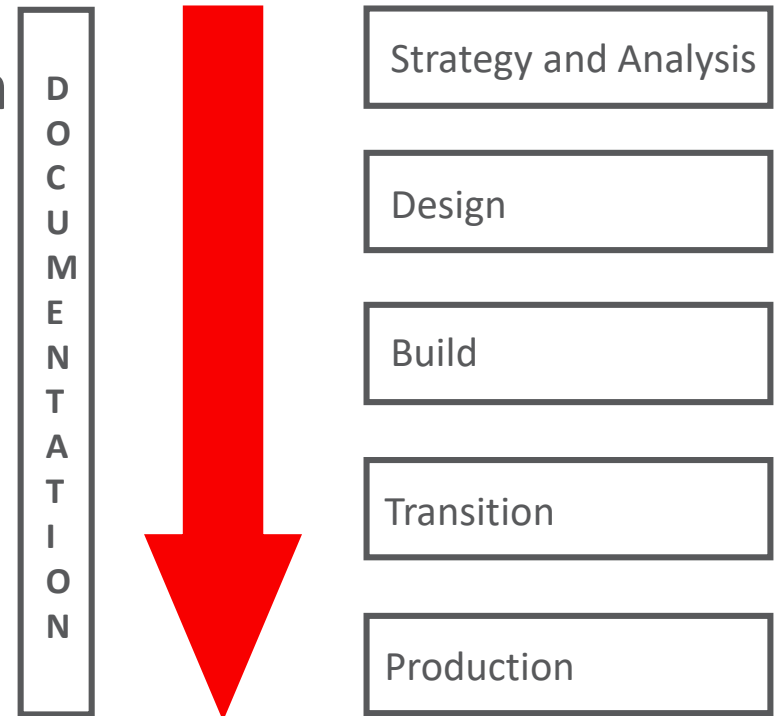 DOCUMENTATION
Strategy and Analysis
Design
Build
Transition
Production